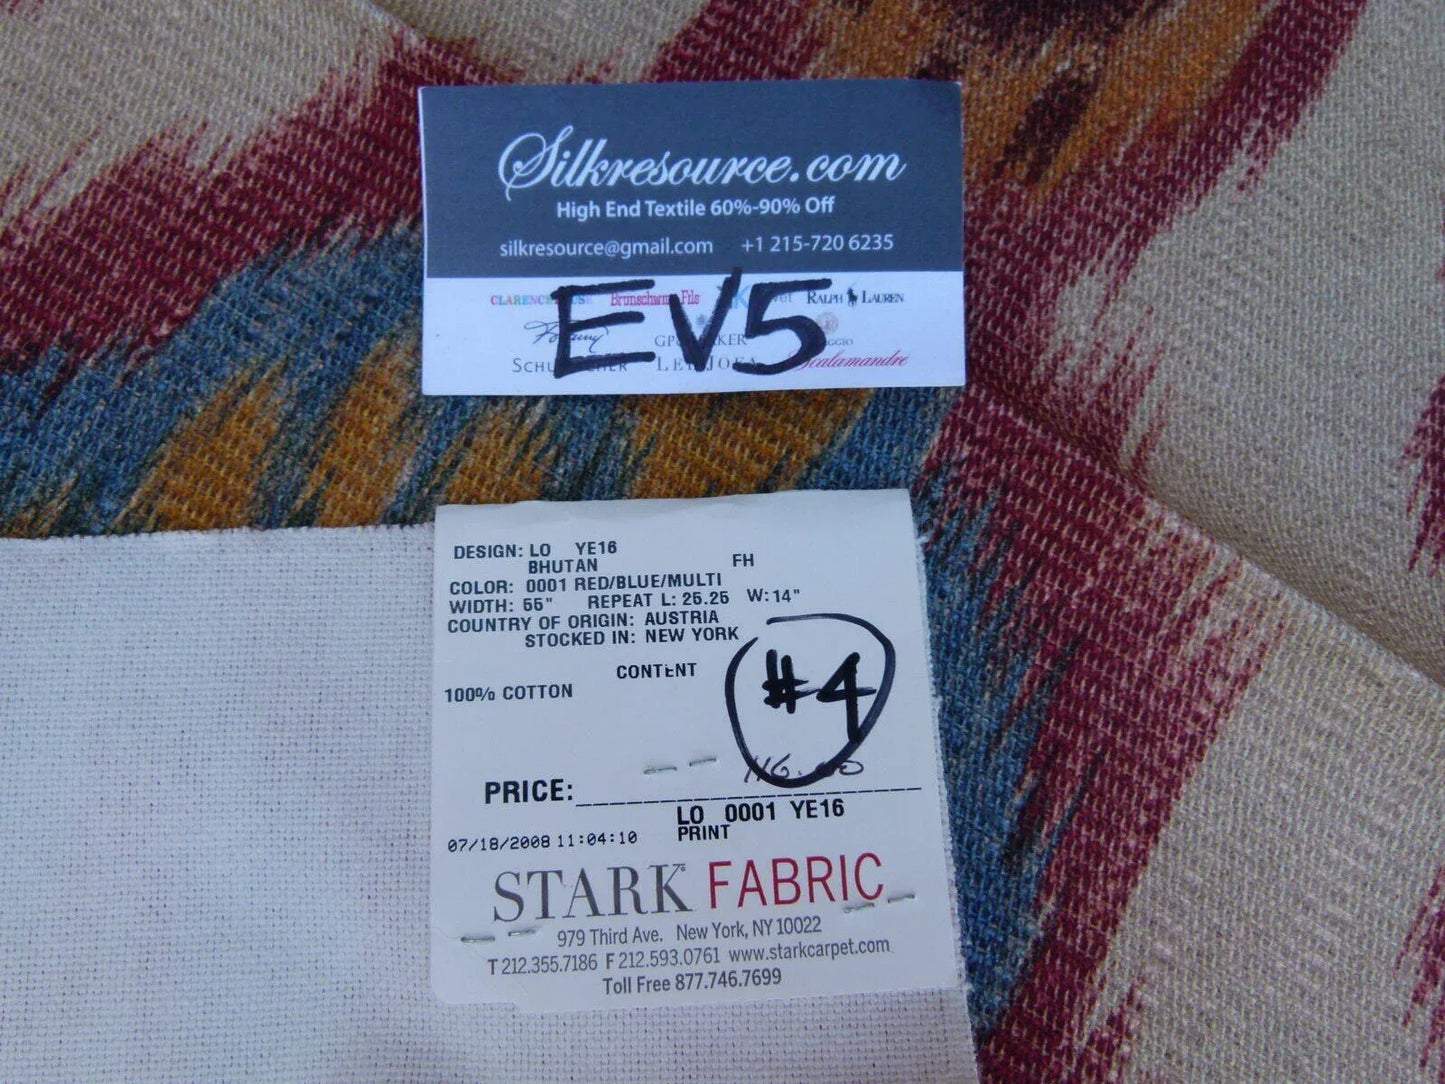 Silkresource.com
High End Textile 60%-90% Off
silkresource@gmail.com +1 215-720 6235
EV5
Brunschwig Fils RALPH LAUREN
Scalamandré
DESIGN: LO YE16
BHUTAN FH
COLOR: 0001 RED/BLUE/MULTI
WIDTH: 55" REPEAT L: 25.25 W: 14"
COUNTRY OF ORIGIN: AUSTRIA
STOCKED IN: NEW YORK
CONTENT
100% COTTON
#4
PRICE: 116.00
LO 0001 YE16
PRINT
07/18/2008 11:04:10
STARK FABRIC
979 Third Ave. New York, NY 10022
T 212.355.7186 F 212.593.0761 www.starkcarpet.com
Toll Free 877.746.7699